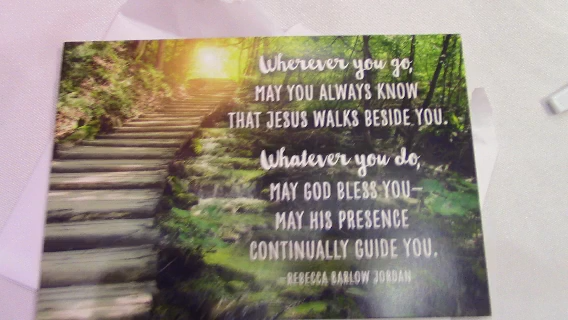 Wherever you go,
MAY YOU ALWAYS KNOW
THAT JESUS WALKS BESIDE YOU.
Whatever you do,
MAY GOD BLESS YOU—
MAY HIS PRESENCE
CONTINUALLY GUIDE YOU.
—REBECCA BARLOW JORDAN